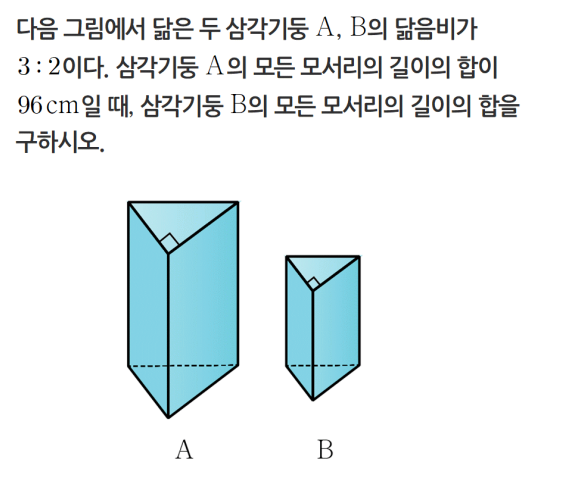 다음 그림에서 닮은 두 삼각기둥 A, B의 닮음비가
3 : 2이다. 삼각기둥 A의 모든 모서리의 길이의 합이
96 cm일 때, 삼각기둥 B의 모든 모서리의 길이의 합을
구하시오.
A B